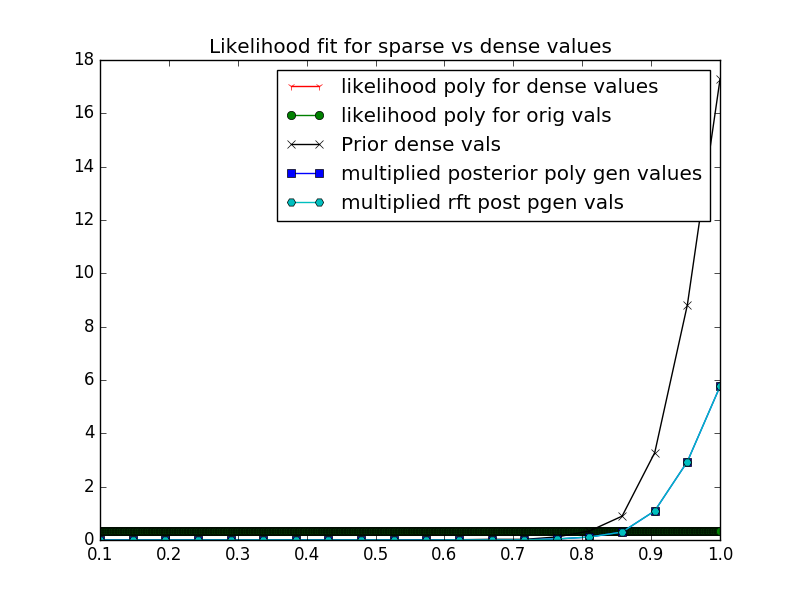 Likelihood fit for sparse vs dense values
18
16
14
12
10
8
6
4
2
0
likelihood poly for dense values
likelihood poly for orig vals
Prior dense vals
multiplied posterior poly gen values
multiplied rft post pgen vals
0.1 0.2 0.3 0.4 0.5 0.6 0.7 0.8 0.9 1.0